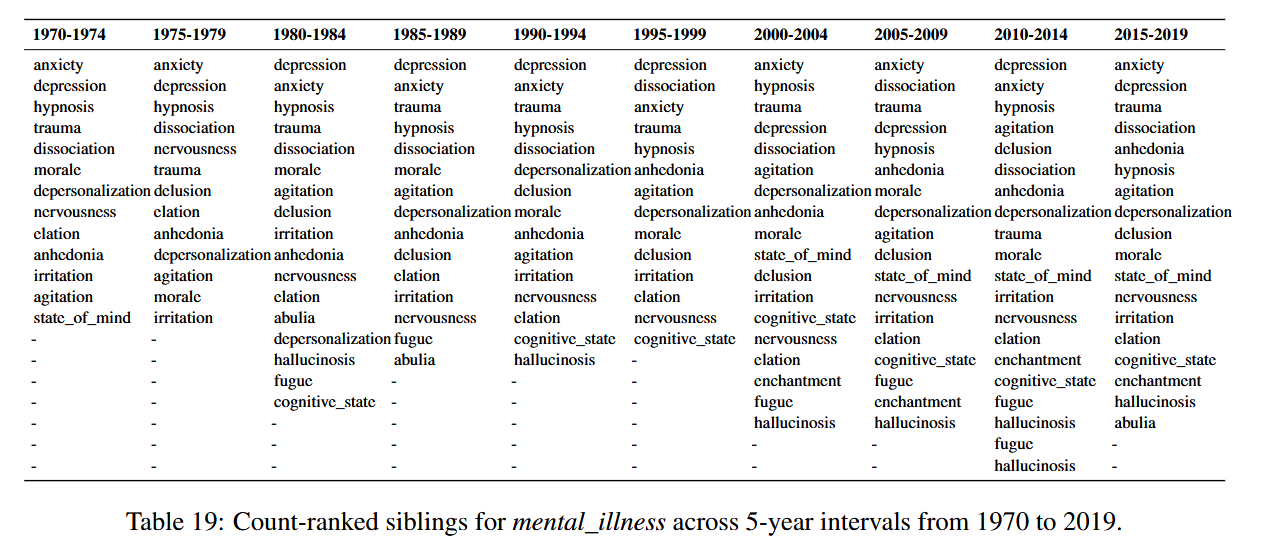 1970-1974 1975-1979 1980-1984 1985-1989 1990-1994 1995-1999 2000-2004 2005-2009 2010-2014 2015-2019
anxiety anxiety depression depression depression depression anxiety anxiety depression anxiety
depression depression anxiety anxiety anxiety dissociation hypnosis dissociation anxiety depression
hypnosis hypnosis hypnosis trauma trauma anxiety trauma trauma hypnosis trauma
trauma dissociation trauma hypnosis hypnosis trauma depression depression agitation dissociation
dissociation nervousness dissociation dissociation dissociation hypnosis dissociation hypnosis delusion anhedonia
morale trauma morale morale depersonalization anhedonia agitation anhedonia dissociation hypnosis
depersonalization delusion agitation agitation delusion agitation depersonalization morale anhedonia agitation
nervousness clation delusion depersonalization morale depersonalization anhedonia depersonalization depersonalization depersonalization
elation anhedonia irritation anhedonia anhedonia morale morale agitation trauma delusion
anhedonia depersonalization anhedonia delusion agitation delusion state_of_mind delusion morale morale
irritation agitation nervousness elation irritation irritation delusion state_of_mind state_of_mind state_of_mind
agitation morale elation irritation nervousness elation irritation nervousness irritation nervousness
state_of_mind irritation abulia nervousness elation nervousness cognitive_state irritation nervousness irritation
- - depersonalization fugue cognitive_state cognitive_state nervousness elation elation elation
- - hallucinosis abulia hallucinosis - elation cognitive_state enchantment cognitive_state
- - fugue - - - enchantment fugue cognitive_state enchantment
- - cognitive_state - - - fugue enchantment fugue hallucinosis
- - - - - - hallucinosis hallucinosis hallucinosis abulia
- - - - - - - - fugue -
- - - - - - - - hallucinosis -
Table 19: Count-ranked siblings for mental_illness across 5-year intervals from 1970 to 2019.